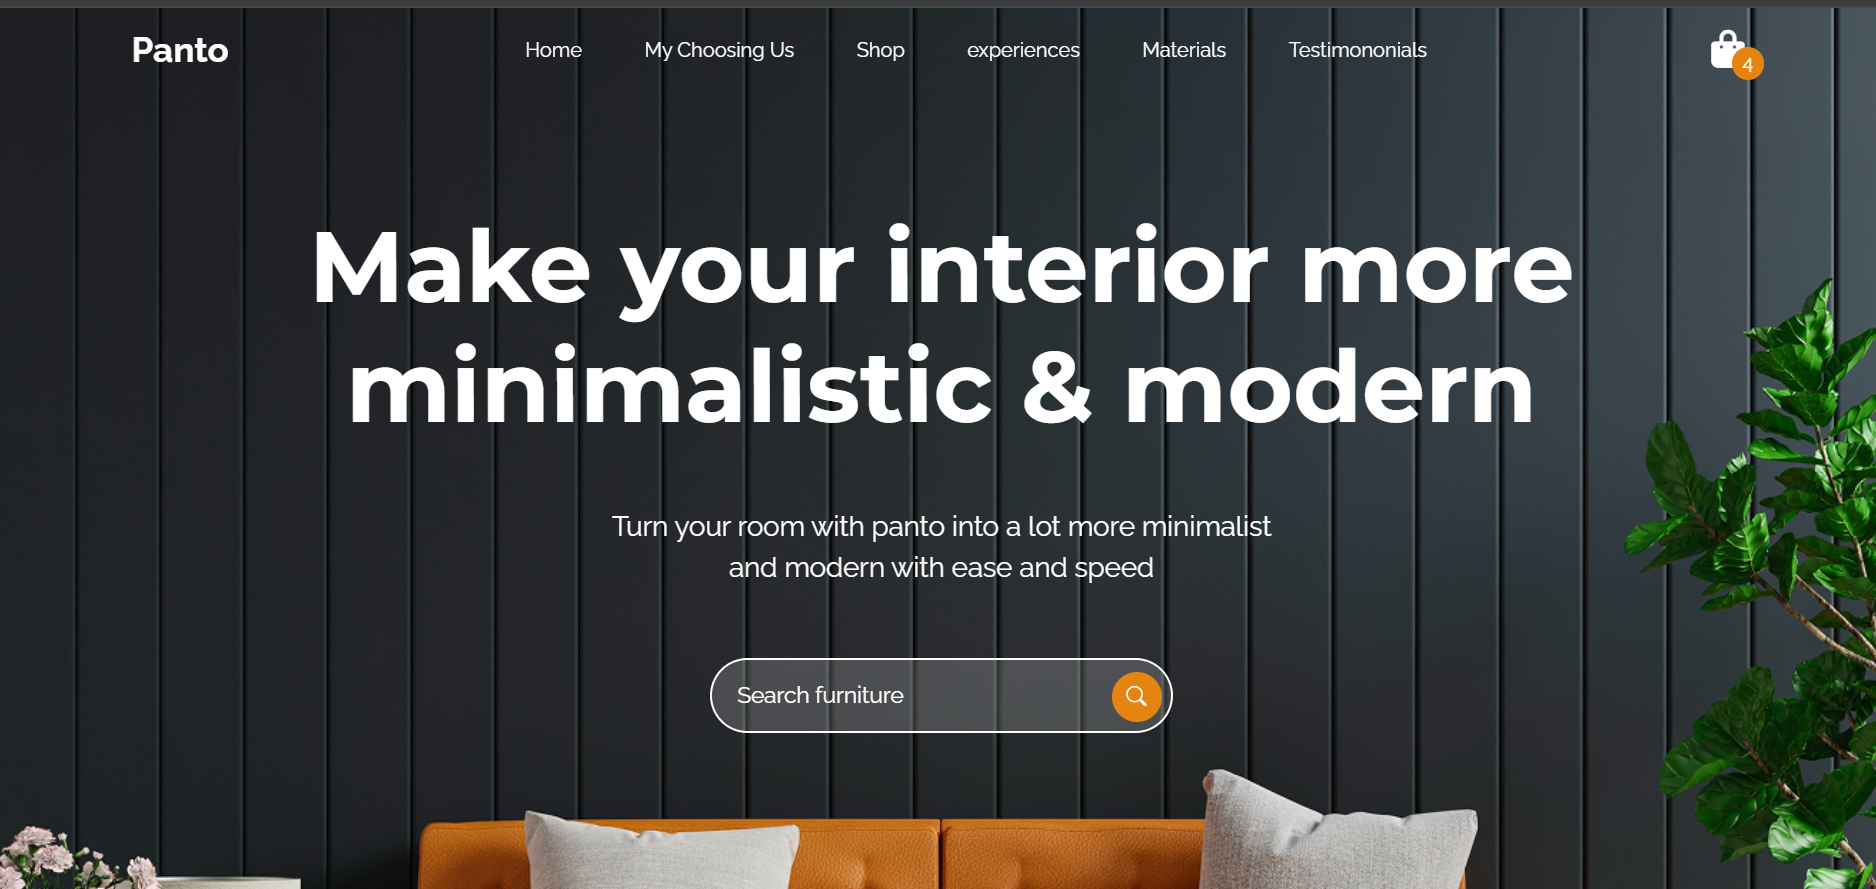 Panto
Home My Choosing Us Shop experiences Materials Testimononials
4
Make your interior more
minimalistic & modern
Turn your room with panto into a lot more minimalist
and modern with ease and speed
Search furniture